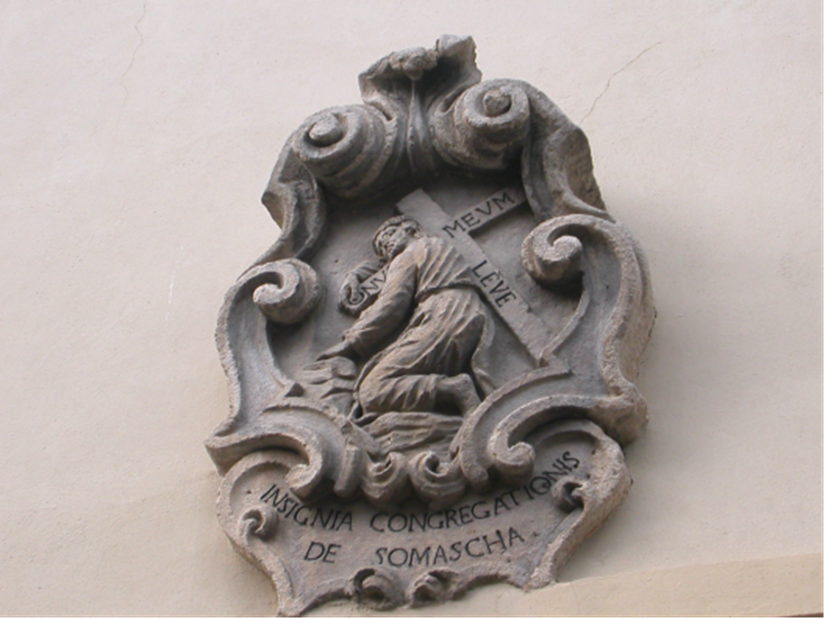 MEVM
LEVE
INSIGNIA CONGREGATIONIS
DE SOMASCHA